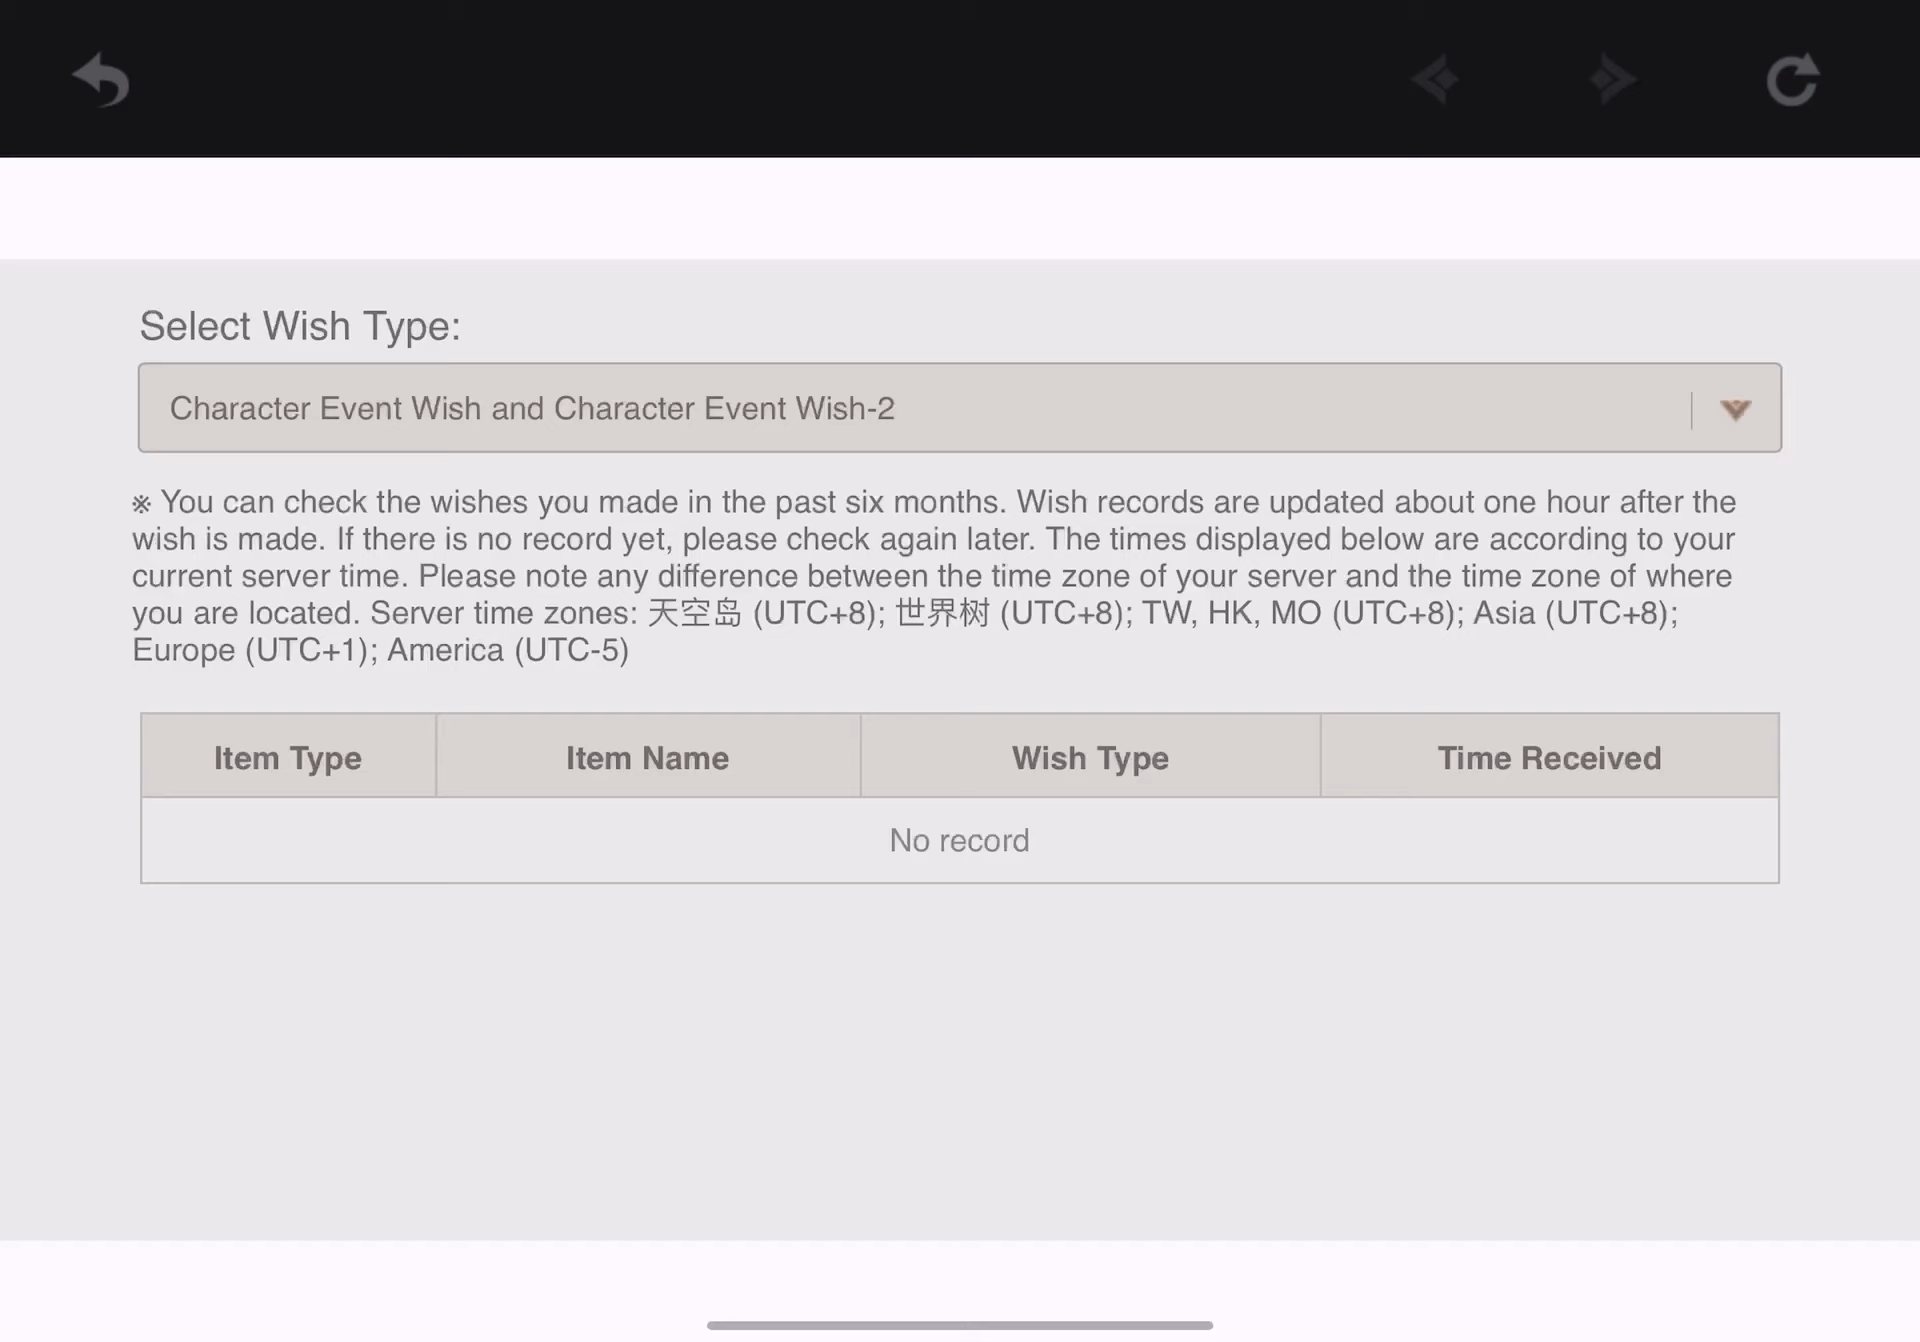 Select Wish Type:
Character Event Wish and Character Event Wish-2
※ You can check the wishes you made in the past six months. Wish records are updated about one hour after the
wish is made. If there is no record yet, please check again later. The times displayed below are according to your
current server time. Please note any difference between the time zone of your server and the time zone of where
you are located. Server time zones: 天空岛 (UTC+8); 世界树 (UTC+8); TW, HK, MO (UTC+8); Asia (UTC+8);
Europe (UTC+1); America (UTC-5)
Item Type Item Name Wish Type Time Received
No record